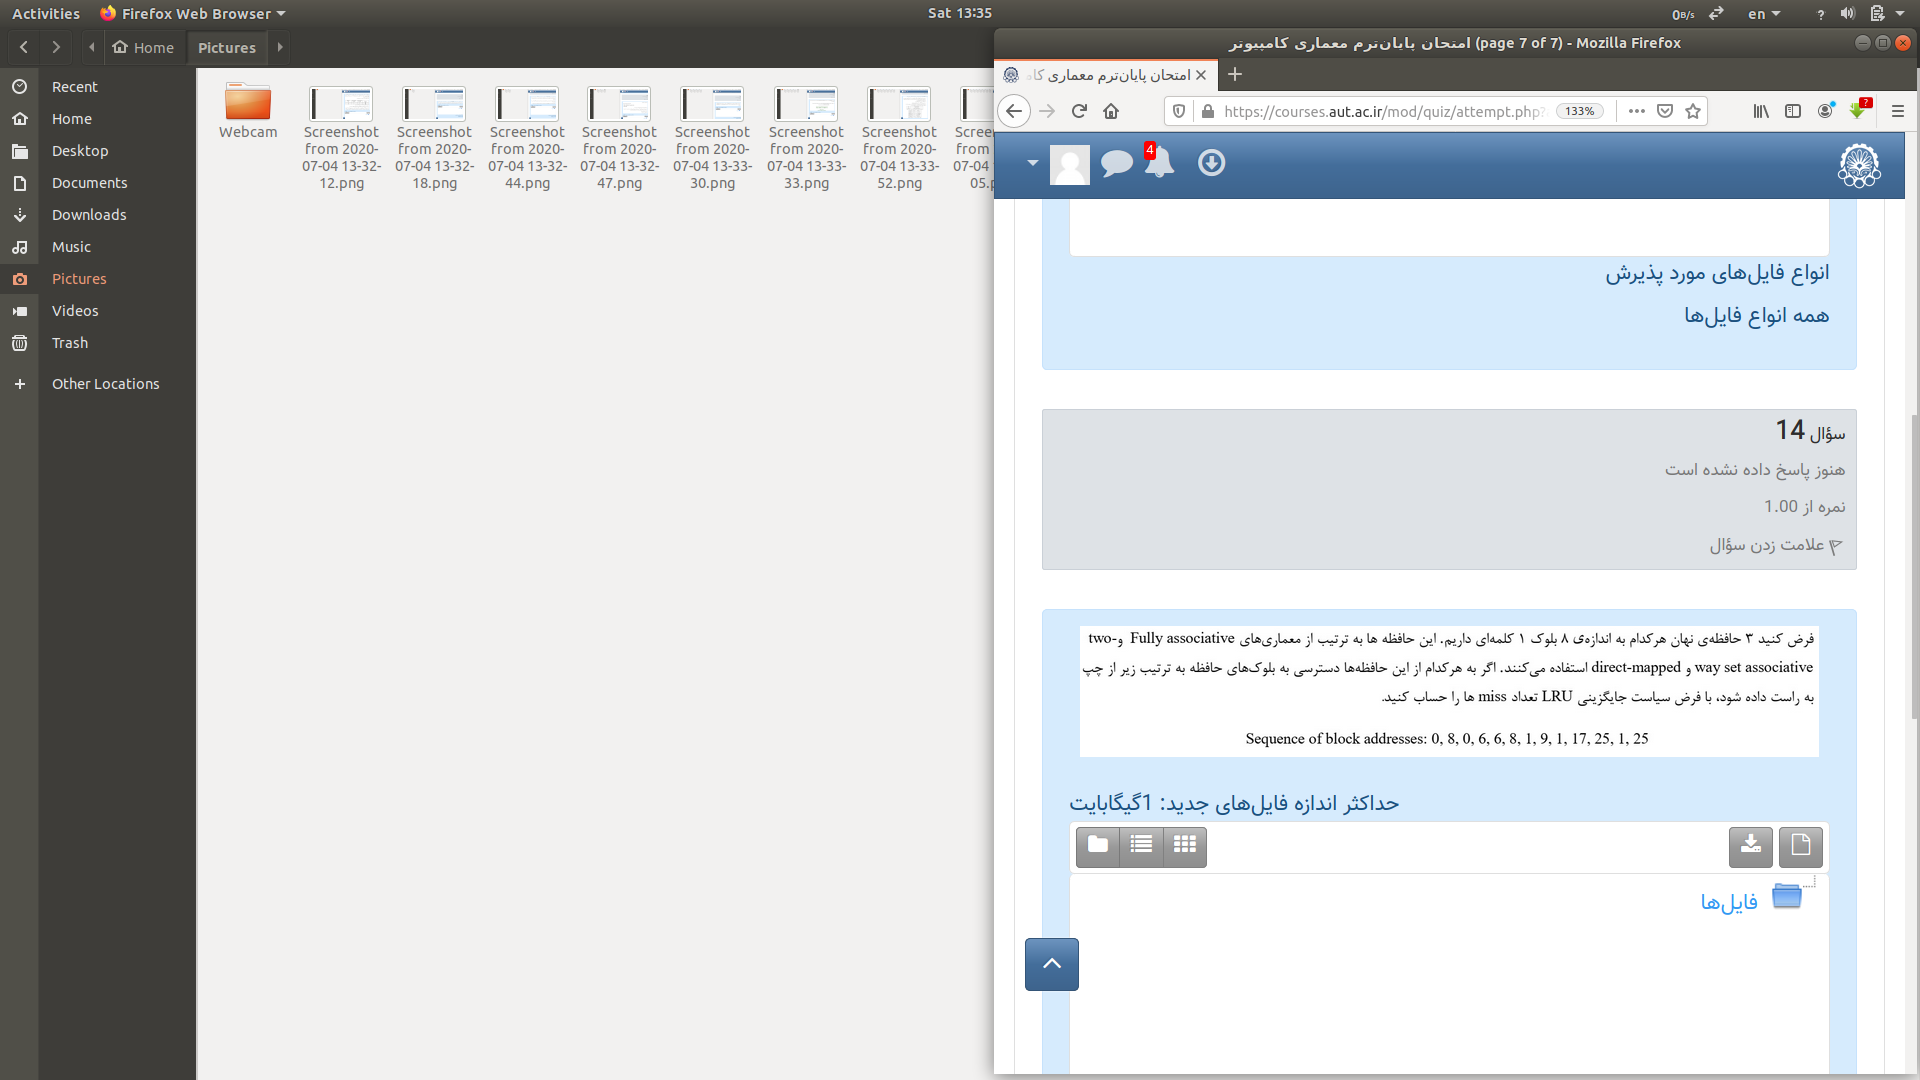 Activities
Firefox Web Browser
Sat 13:35
0B/s
en
Home
Pictures
Recent
Home
Desktop
Documents
Downloads
Music
Pictures
Videos
Trash
Other Locations
Webcam
Screenshot from 2020-07-04 13-32-12.png
Screenshot from 2020-07-04 13-32-18.png
Screenshot from 2020-07-04 13-32-44.png
Screenshot from 2020-07-04 13-32-47.png
Screenshot from 2020-07-04 13-33-30.png
Screenshot from 2020-07-04 13-33-33.png
Screenshot from 2020-07-04 13-33-52.png
امتحان پایان‌ترم معماری کامپیوتر (page 7 of 7) - Mozilla Firefox
امتحان پایان‌ترم معماری کام
https://courses.aut.ac.ir/mod/quiz/attempt.php?
133%
4
انواع فایل‌های مورد پذیرش
همه انواع فایل‌ها
سؤال 14
هنوز پاسخ داده نشده است
نمره از 1.00
علامت زدن سؤال
فرض کنید ۳ حافظه‌ی نهان هرکدام به اندازه‌ی ۸ بلوک ۱ کلمه‌ای داریم. این حافظه ها به ترتیب از معماری‌های Fully associative و two-
way set associative و direct-mapped استفاده می‌کنند. اگر به هرکدام از این حافظه‌ها دسترسی به بلوک‌های حافظه به ترتیب زیر از چپ
به راست داده شود، با فرض سیاست جایگزینی LRU تعداد miss ها را حساب کنید.
Sequence of block addresses: 0, 8, 0, 6, 6, 8, 1, 9, 1, 17, 25, 1, 25
حداکثر اندازه فایل‌های جدید: 1گیگابایت
فایل‌ها